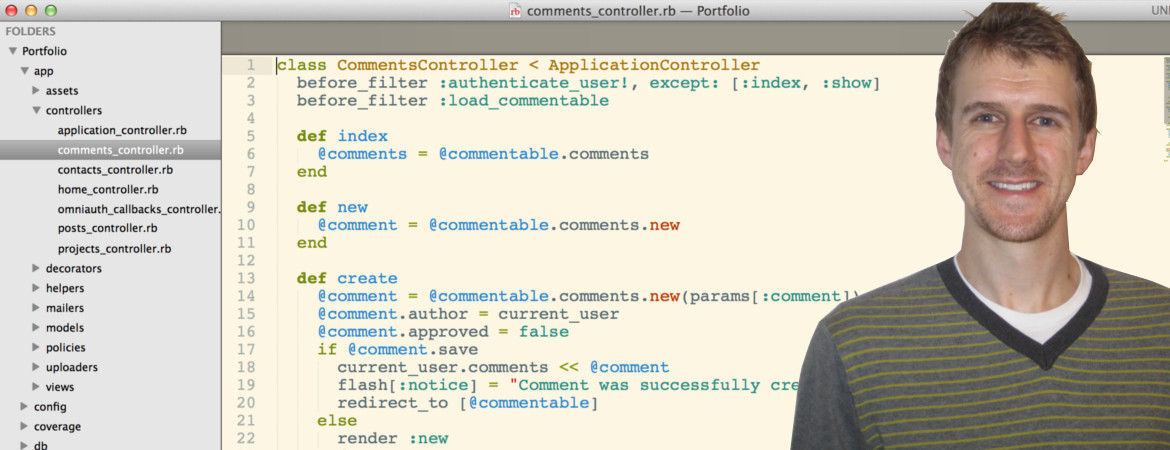 comments_controller.rb — Portfolio
FOLDERS
Portfolio
app
assets
controllers
application_controller.rb
comments_controller.rb
contacts_controller.rb
home_controller.rb
omniauth_callbacks_controller.
posts_controller.rb
projects_controller.rb
decorators
helpers
mailers
models
policies
uploaders
views
config
coverage
db
1 class CommentsController < ApplicationController
2 before_filter :authenticate_user!, except: [:index, :show]
3 before_filter :load_commentable
4
5 def index
6 @comments = @commentable.comments
7 end
8
9 def new
10 @comment = @commentable.comments.new
11 end
12
13 def create
14 @comment = @commentable.comments.new(params[:comment])
15 @comment.author = current_user
16 @comment.approved = false
17 if @comment.save
18 current_user.comments << @comment
19 flash[:notice] = "Comment was successfully cre
20 redirect_to [@commentable]
21 else
22 render :new